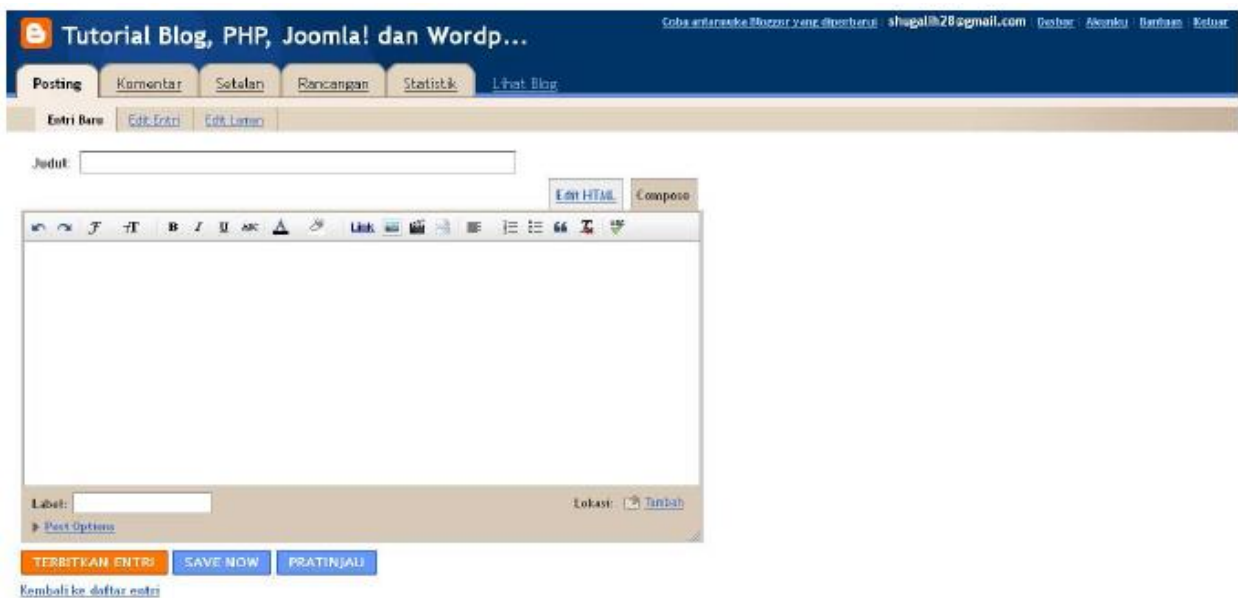 Tutorial Blog, PHP, Joomla! dan Wordp...
Coba antarmuka Blogger yang diperbarui shugalih28@gmail.com Dasbor Akunku Bantuan Keluar
Posting Komentar Setelan Rancangan Statistik Lihat Blog
Entri Baru Edit Entri Edit Laman
Judul:
Edit HTML Compose
B I U ABC A Link
Label:
Lokasi: Tambah
Post Options
TERBITKAN ENTRI SAVE NOW PRATINJAU
Kembali ke daftar entri